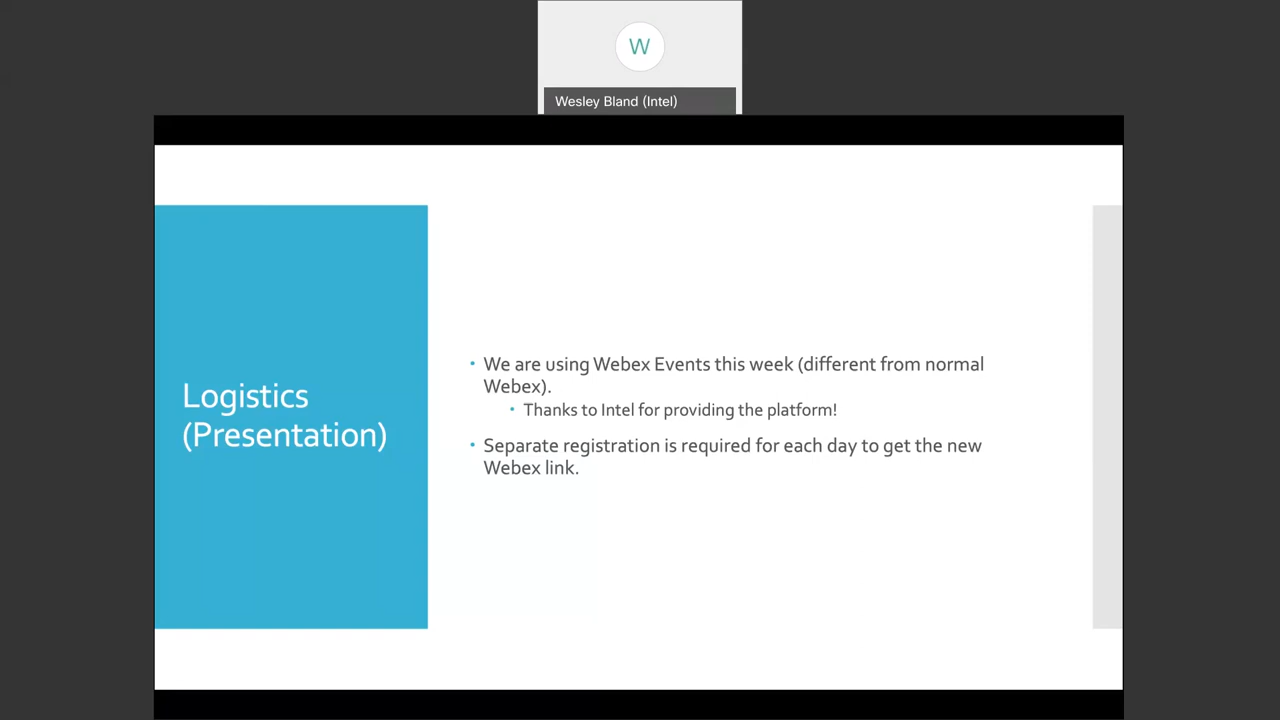 W
Wesley Bland (Intel)
Logistics
(Presentation)
• We are using Webex Events this week (different from normal
Webex).
• Thanks to Intel for providing the platform!
• Separate registration is required for each day to get the new
Webex link.